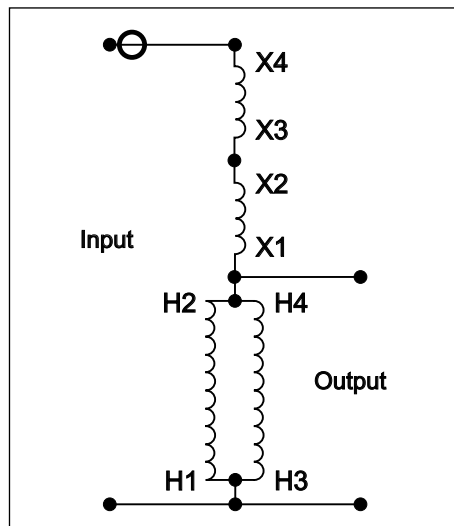 X4
X3
X2
Input
X1
H2 H4
Output
H1 H3